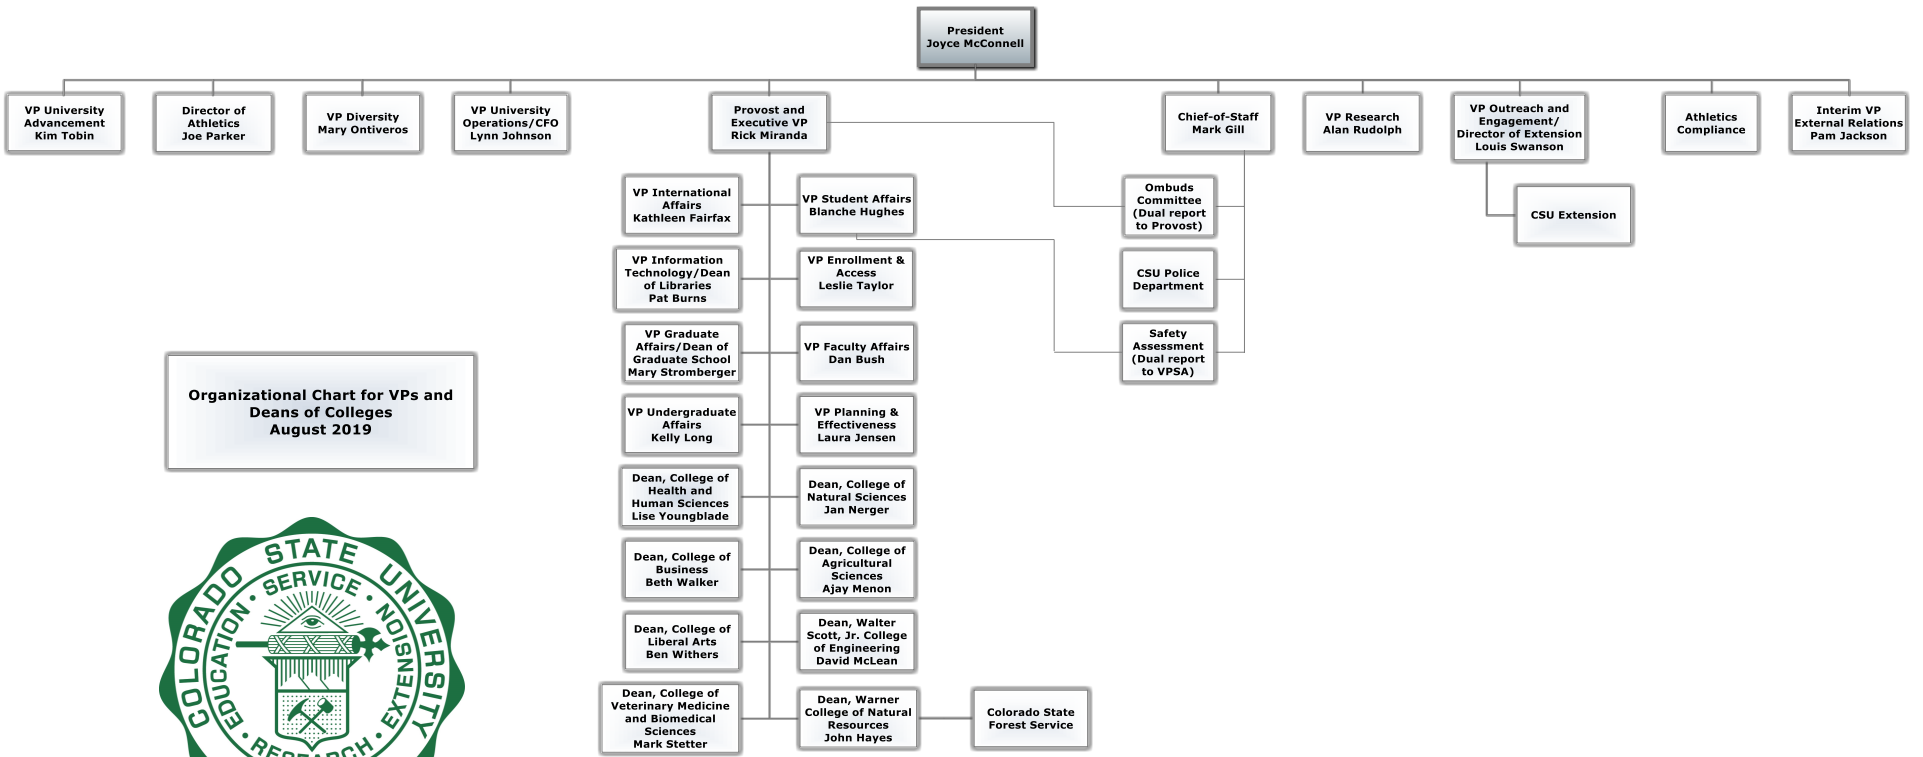 President
Joyce McConnell
VP University
Advancement
Kim Tobin
Director of
Athletics
Joe Parker
VP Diversity
Mary Ontiveros
VP University
Operations/CFO
Lynn Johnson
Provost and
Executive VP
Rick Miranda
Chief-of-Staff
Mark Gill
VP Research
Alan Rudolph
VP Outreach and
Engagement/
Director of Extension
Louis Swanson
Athletics
Compliance
Interim VP
External Relations
Pam Jackson
VP International
Affairs
Kathleen Fairfax
VP Student Affairs
Blanche Hughes
Ombuds
Committee
(Dual report
to Provost)
CSU Extension
VP Information
Technology/Dean
of Libraries
Pat Burns
VP Enrollment &
Access
Leslie Taylor
CSU Police
Department
VP Graduate
Affairs/Dean of
Graduate School
Mary Stromberger
VP Faculty Affairs
Dan Bush
Safety
Assessment
(Dual report
to VPSA)
Organizational Chart for VPs and
Deans of Colleges
August 2019
VP Undergraduate
Affairs
Kelly Long
VP Planning &
Effectiveness
Laura Jensen
Dean, College of
Health and
Human Sciences
Lise Youngblade
Dean, College of
Natural Sciences
Jan Nerger
Dean, College of
Business
Beth Walker
Dean, College of
Agricultural
Sciences
Ajay Menon
Dean, College of
Liberal Arts
Ben Withers
Dean, Walter
Scott, Jr. College
of Engineering
David McLean
Dean, College of
Veterinary Medicine
and Biomedical
Sciences
Mark Stetter
Dean, Warner
College of Natural
Resources
John Hayes
Colorado State
Forest Service
COLORADO STATE UNIVERSITY
EDUCATION • SERVICE • EXTENSION • RESEARCH •